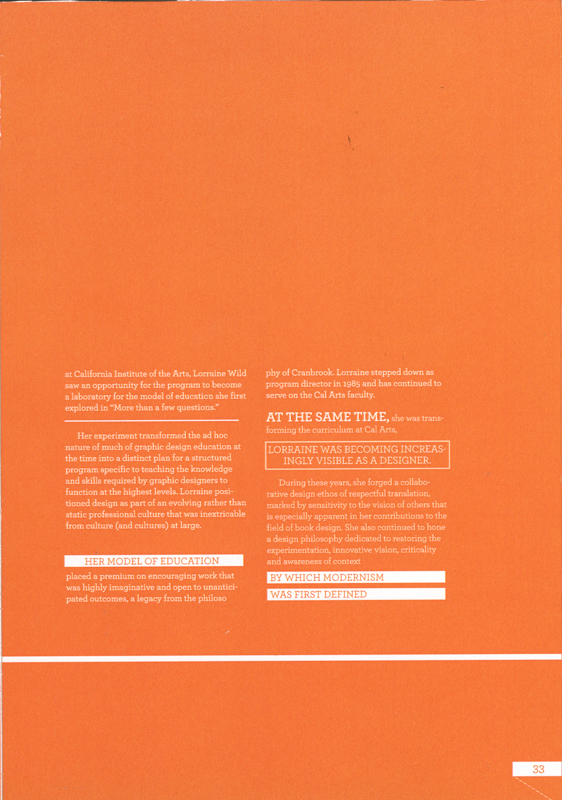 at California Institute of the Arts, Lorraine Wild
saw an opportunity for the program to become
a laboratory for the model of education she first
explored in “More than a few questions.”
Her experiment transformed the ad hoc
nature of much of graphic design education at
the time into a distinct plan for a structured
program specific to teaching the knowledge
and skills required by graphic designers to
function at the highest levels. Lorraine posi-
tioned design as part of an evolving rather than
static professional culture that was inextricable
from culture (and cultures) at large.
HER MODEL OF EDUCATION
placed a premium on encouraging work that
was highly imaginative and open to unantici-
pated outcomes, a legacy from the philoso
phy of Cranbrook. Lorraine stepped down as
program director in 1985 and has continued to
serve on the Cal Arts faculty.
AT THE SAME TIME, she was trans-
forming the curriculum at Cal Arts,
LORRAINE WAS BECOMING INCREAS-
INGLY VISIBLE AS A DESIGNER.
During these years, she forged a collabo-
rative design ethos of respectful translation,
marked by sensitivity to the vision of others that
is especially apparent in her contributions to the
field of book design. She also continued to hone
a design philosophy dedicated to restoring the
experimentation, innovative vision, criticality
and awareness of context
BY WHICH MODERNISM
WAS FIRST DEFINED
33